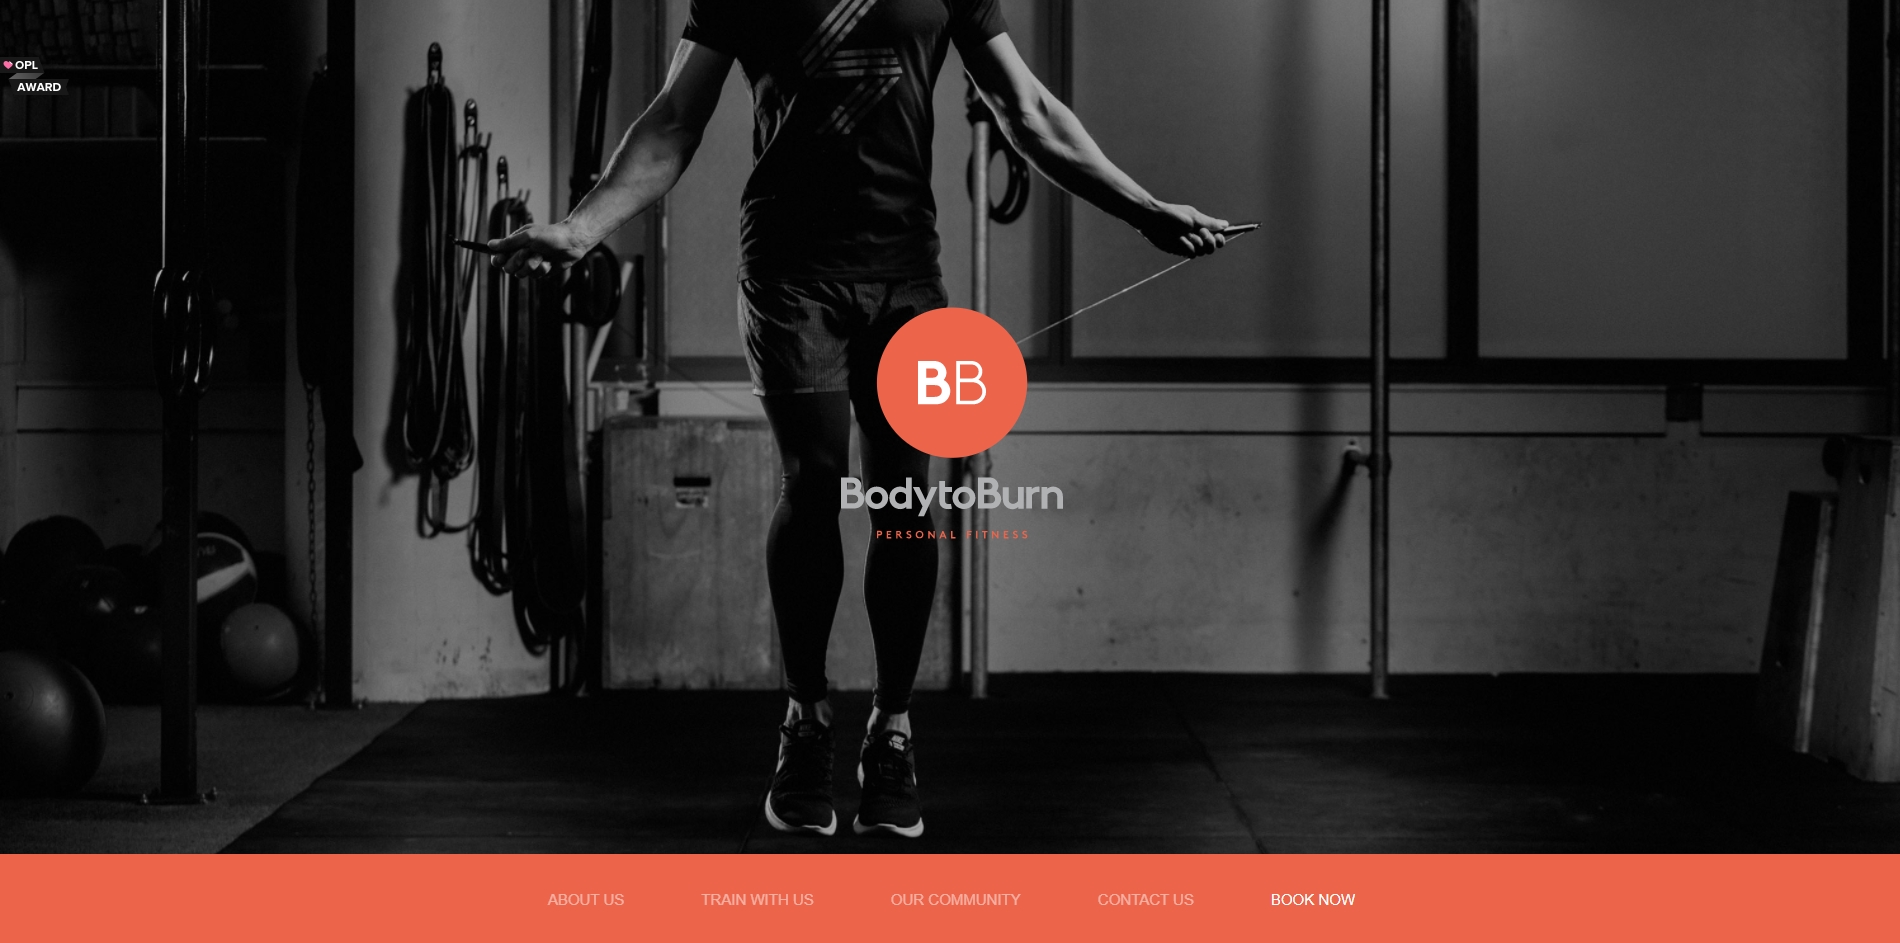 OPL
AWARD
BB
BodytoBurn
PERSONAL FITNESS
ABOUT US
TRAIN WITH US
OUR COMMUNITY
CONTACT US
BOOK NOW